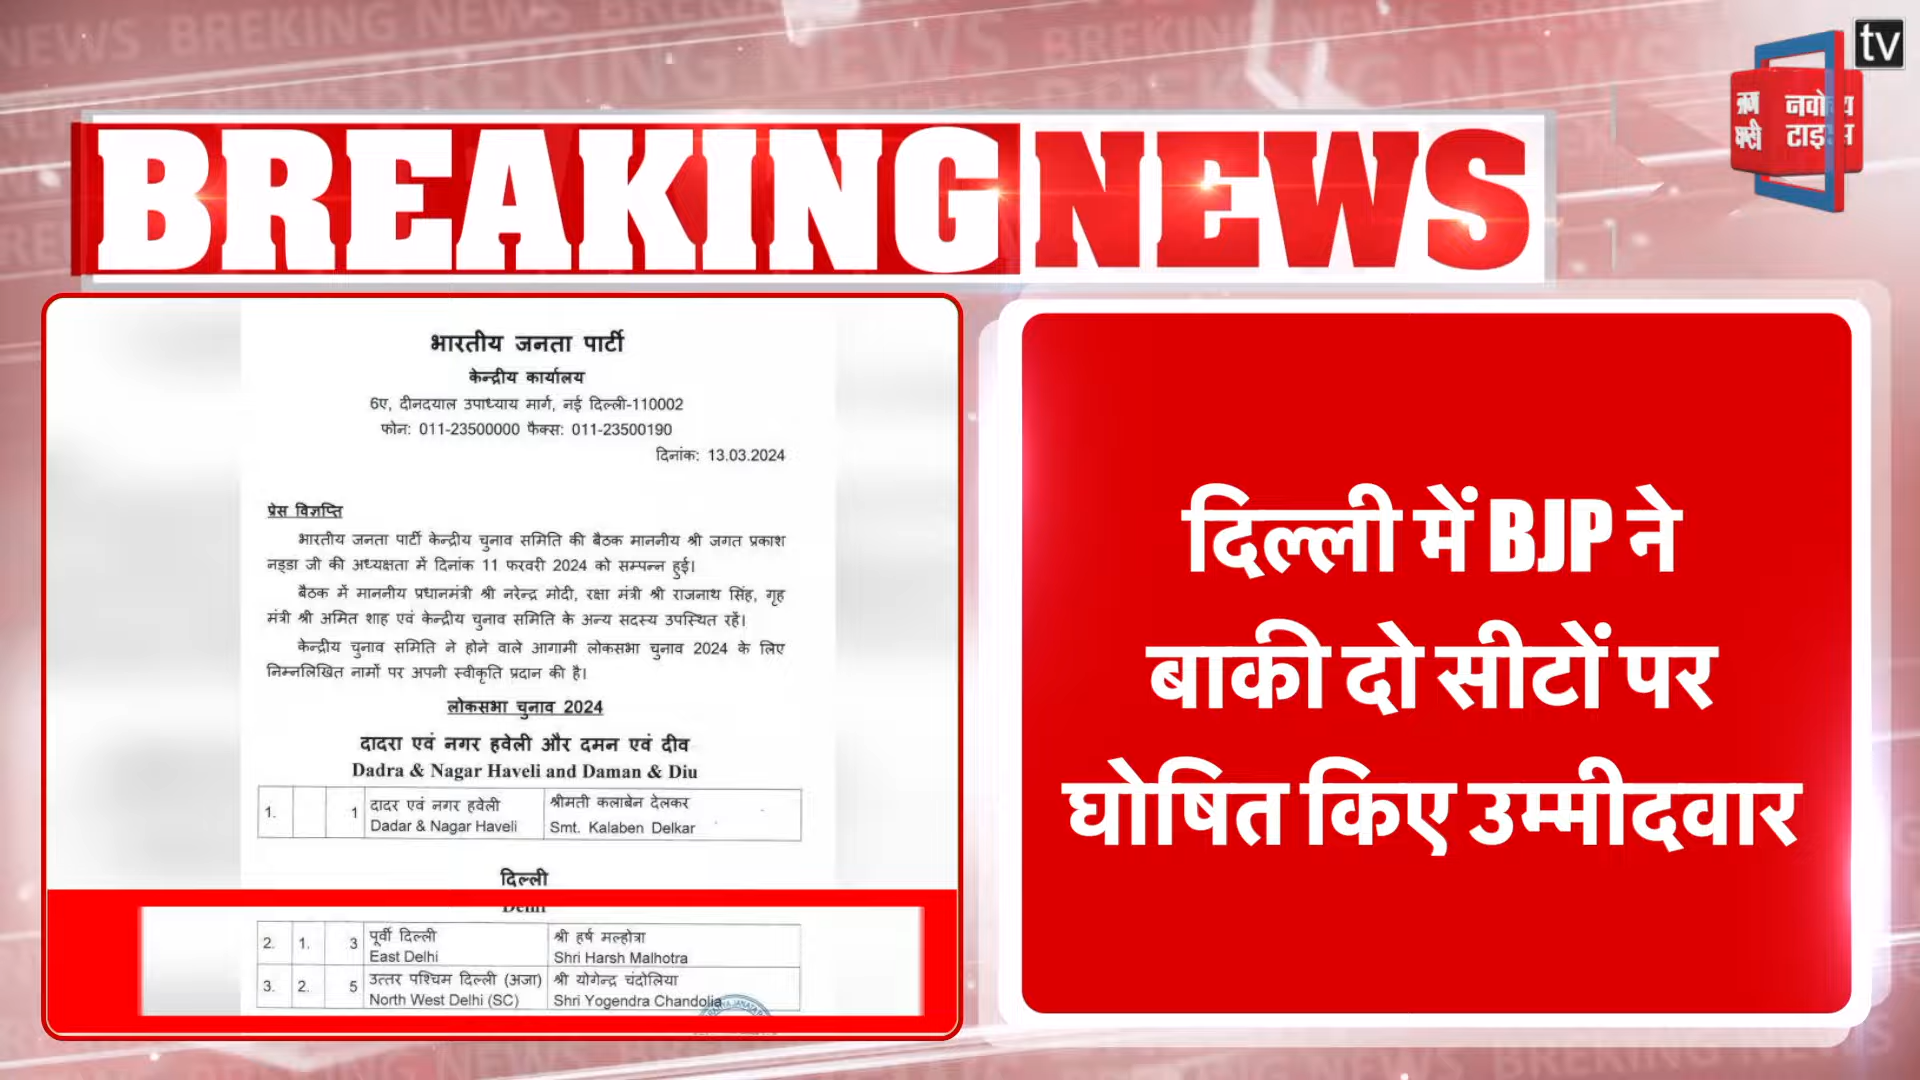 tv
नवोदय
टाइम्स
BREAKING NEWS
भारतीय जनता पार्टी
केन्द्रीय कार्यालय
6ए, दीनदयाल उपाध्याय मार्ग, नई दिल्ली-110002
फोन: 011-23500000 फैक्स: 011-23500190
दिनांक: 13.03.2024
प्रेस विज्ञप्ति
भारतीय जनता पार्टी केन्द्रीय चुनाव समिति की बैठक माननीय श्री जगत प्रकाश
नड्डा जी की अध्यक्षता में दिनांक 11 फरवरी 2024 को सम्पन्न हुई।
बैठक में माननीय प्रधानमंत्री श्री नरेन्द्र मोदी, रक्षा मंत्री श्री राजनाथ सिंह, गृह
मंत्री श्री अमित शाह एवं केन्द्रीय चुनाव समिति के अन्य सदस्य उपस्थित रहें।
केन्द्रीय चुनाव समिति ने होने वाले आगामी लोकसभा चुनाव 2024 के लिए
निम्नलिखित नामों पर अपनी स्वीकृति प्रदान की है।
लोकसभा चुनाव 2024
दादरा एवं नगर हवेली और दमन एवं दीव
Dadra & Nagar Haveli and Daman & Diu
1. 1 दादर एवं नगर हवेली श्रीमती कलाबेन देलकर
Dadar & Nagar Haveli Smt. Kalaben Delkar
दिल्ली
Delhi
2. 1. 3 पूर्वी दिल्ली श्री हर्ष मल्होत्रा
East Delhi Shri Harsh Malhotra
3. 2. 5 उत्तर पश्चिम दिल्ली (अजा) श्री योगेन्द्र चंदोलिया
North West Delhi (SC) Shri Yogendra Chandolia
दिल्ली में BJP ने
बाकी दो सीटों पर
घोषित किए उम्मीदवार